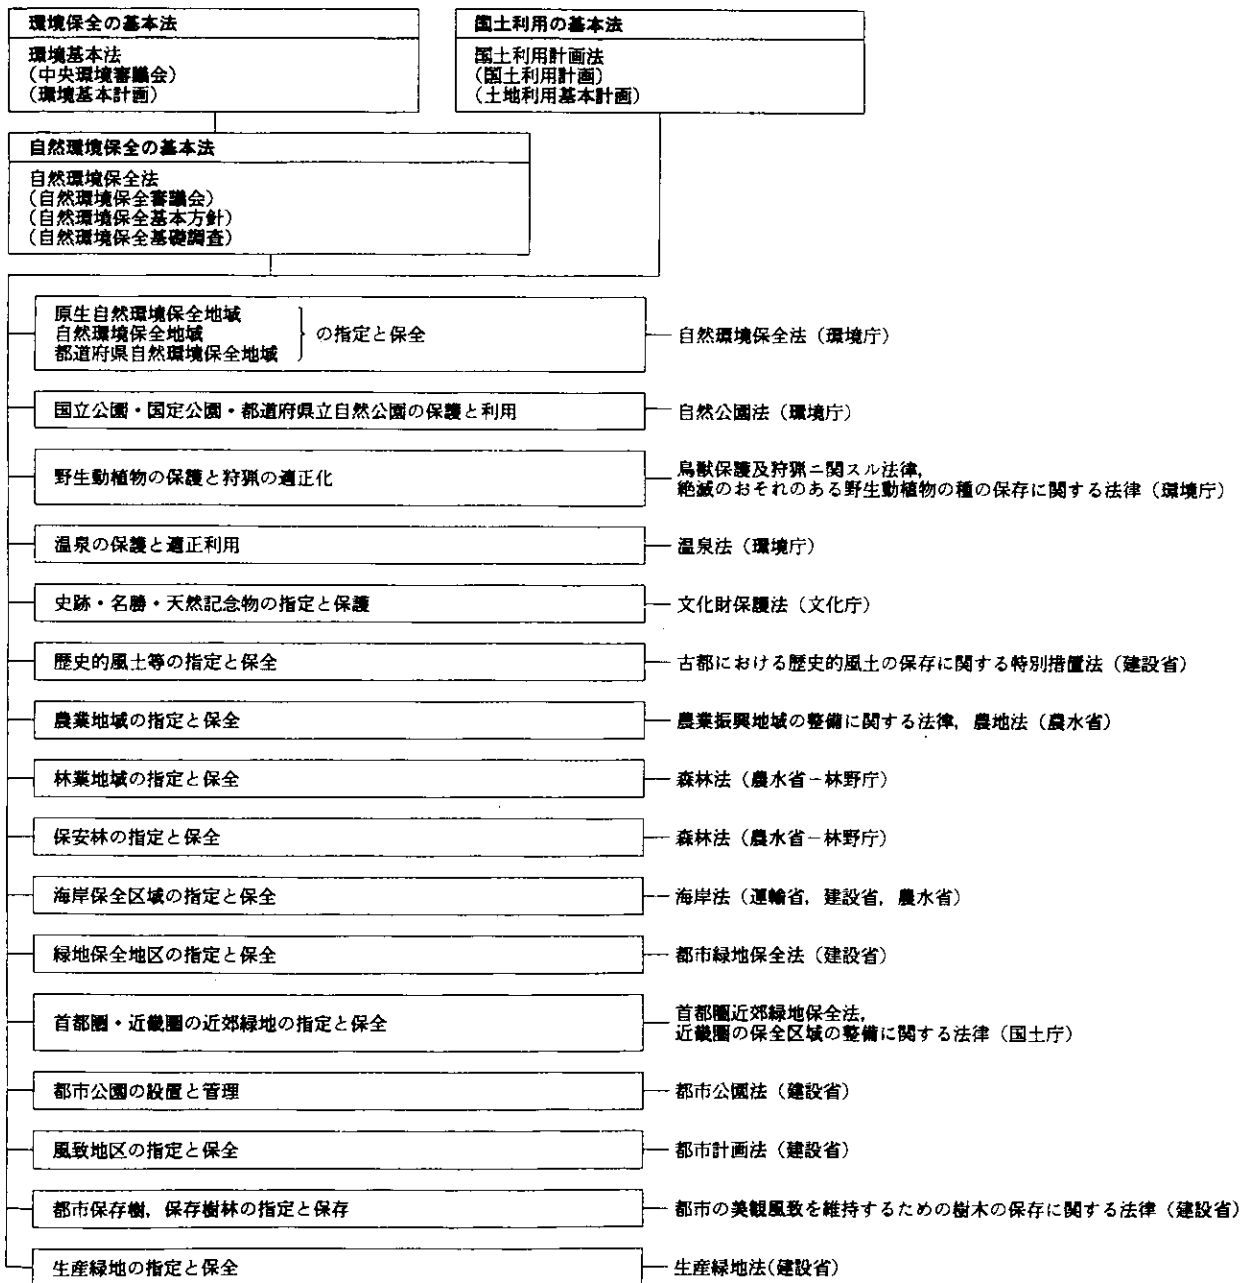 環境保全の基本法
環境基本法
(中央環境審議会)
(環境基本計画)
国土利用の基本法
国土利用計画法
(国土利用計画)
(土地利用基本計画)
自然環境保全の基本法
自然環境保全法
(自然環境保全審議会)
(自然環境保全基本方針)
(自然環境保全基礎調査)
原生自然環境保全地域
自然環境保全地域
都道府県自然環境保全地域
の指定と保全
自然環境保全法(環境庁)
国立公園・国定公園・都道府県立自然公園の保護と利用
自然公園法(環境庁)
野生動植物の保護と狩猟の適正化
鳥獣保護及狩猟ニ関スル法律,
絶滅のおそれのある野生動植物の種の保存に関する法律(環境庁)
温泉の保護と適正利用
温泉法(環境庁)
史跡・名勝・天然記念物の指定と保護
文化財保護法(文化庁)
歴史的風土等の指定と保全
古都における歴史的風土の保存に関する特別措置法(建設省)
農業地域の指定と保全
農業振興地域の整備に関する法律, 農地法(農水省)
林業地域の指定と保全
森林法(農水省-林野庁)
保安林の指定と保全
森林法(農水省-林野庁)
海岸保全区域の指定と保全
海岸法(運輸省, 建設省, 農水省)
緑地保全地区の指定と保全
都市緑地保全法(建設省)
首都圏・近畿圏の近郊緑地の指定と保全
首都圏近郊緑地保全法,
近畿圏の保全区域の整備に関する法律(国土庁)
都市公園の設置と管理
都市公園法(建設省)
風致地区の指定と保全
都市計画法(建設省)
都市保存樹, 保存樹林の指定と保存
都市の美観風致を維持するための樹木の保存に関する法律(建設省)
生産緑地の指定と保全
生産緑地法(建設省)